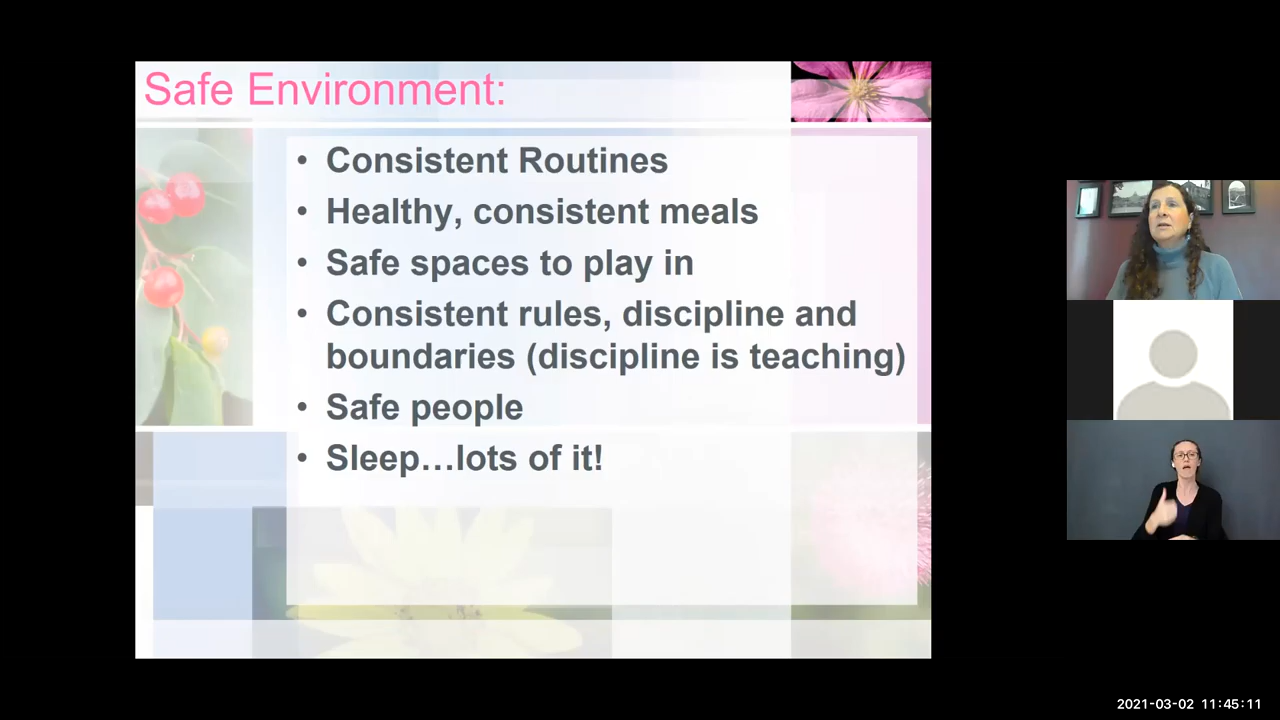 Safe Environment:
• Consistent Routines
• Healthy, consistent meals
• Safe spaces to play in
• Consistent rules, discipline and
boundaries (discipline is teaching)
• Safe people
• Sleep…lots of it!
2021-03-02 11:45:11